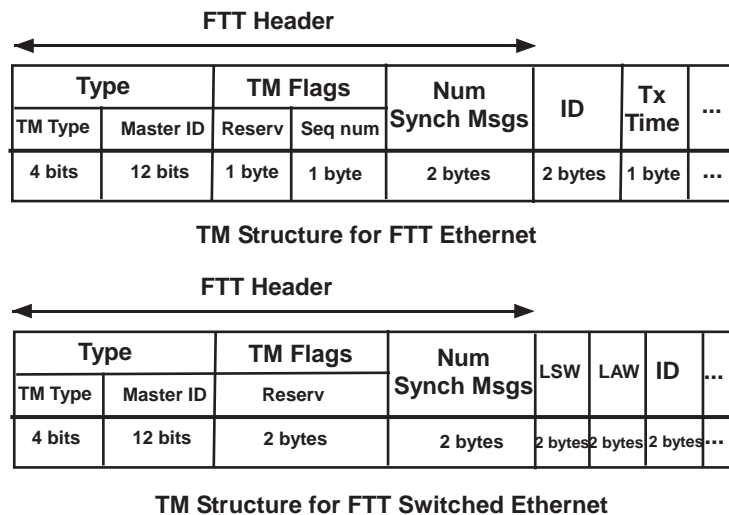 FTT Header
Type TM Flags Num Synch Msgs ID Tx Time ...
TM Type Master ID Reserv Seq num
4 bits 12 bits 1 byte 1 byte 2 bytes 2 bytes 1 byte ...
TM Structure for FTT Ethernet
FTT Header
Type TM Flags Num Synch Msgs LSW LAW ID ...
TM Type Master ID Reserv
4 bits 12 bits 2 bytes 2 bytes 2 bytes 2 bytes 2 bytes ...
TM Structure for FTT Switched Ethernet